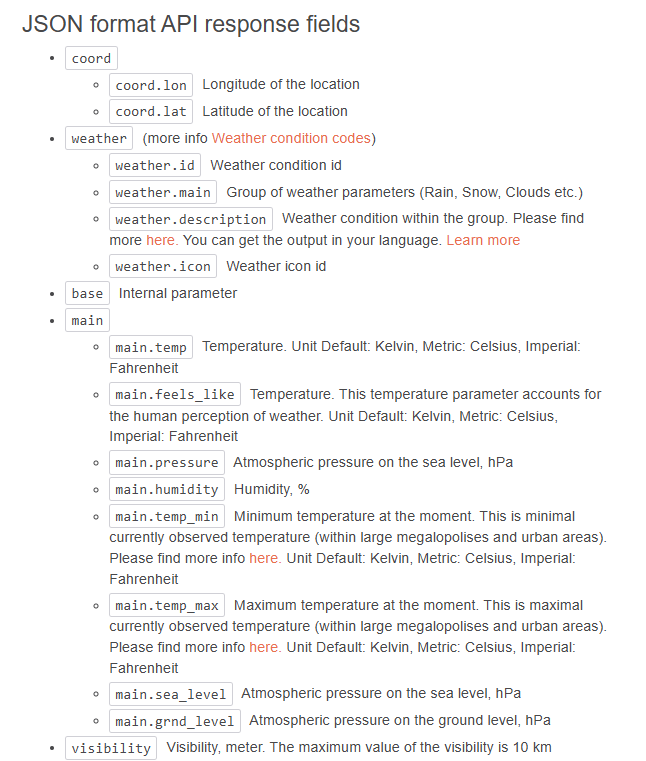 JSON format API response fields
coord
coord.lon Longitude of the location
coord.lat Latitude of the location
weather (more info Weather condition codes)
weather.id Weather condition id
weather.main Group of weather parameters (Rain, Snow, Clouds etc.)
weather.description Weather condition within the group. Please find
more here. You can get the output in your language. Learn more
weather.icon Weather icon id
base Internal parameter
main
main.temp Temperature. Unit Default: Kelvin, Metric: Celsius, Imperial:
Fahrenheit
main.feels_like Temperature. This temperature parameter accounts for
the human perception of weather. Unit Default: Kelvin, Metric: Celsius,
Imperial: Fahrenheit
main.pressure Atmospheric pressure on the sea level, hPa
main.humidity Humidity, %
main.temp_min Minimum temperature at the moment. This is minimal
currently observed temperature (within large megalopolises and urban areas).
Please find more info here. Unit Default: Kelvin, Metric: Celsius, Imperial:
Fahrenheit
main.temp_max Maximum temperature at the moment. This is maximal
currently observed temperature (within large megalopolises and urban areas).
Please find more info here. Unit Default: Kelvin, Metric: Celsius, Imperial:
Fahrenheit
main.sea_level Atmospheric pressure on the sea level, hPa
main.grnd_level Atmospheric pressure on the ground level, hPa
visibility Visibility, meter. The maximum value of the visibility is 10 km